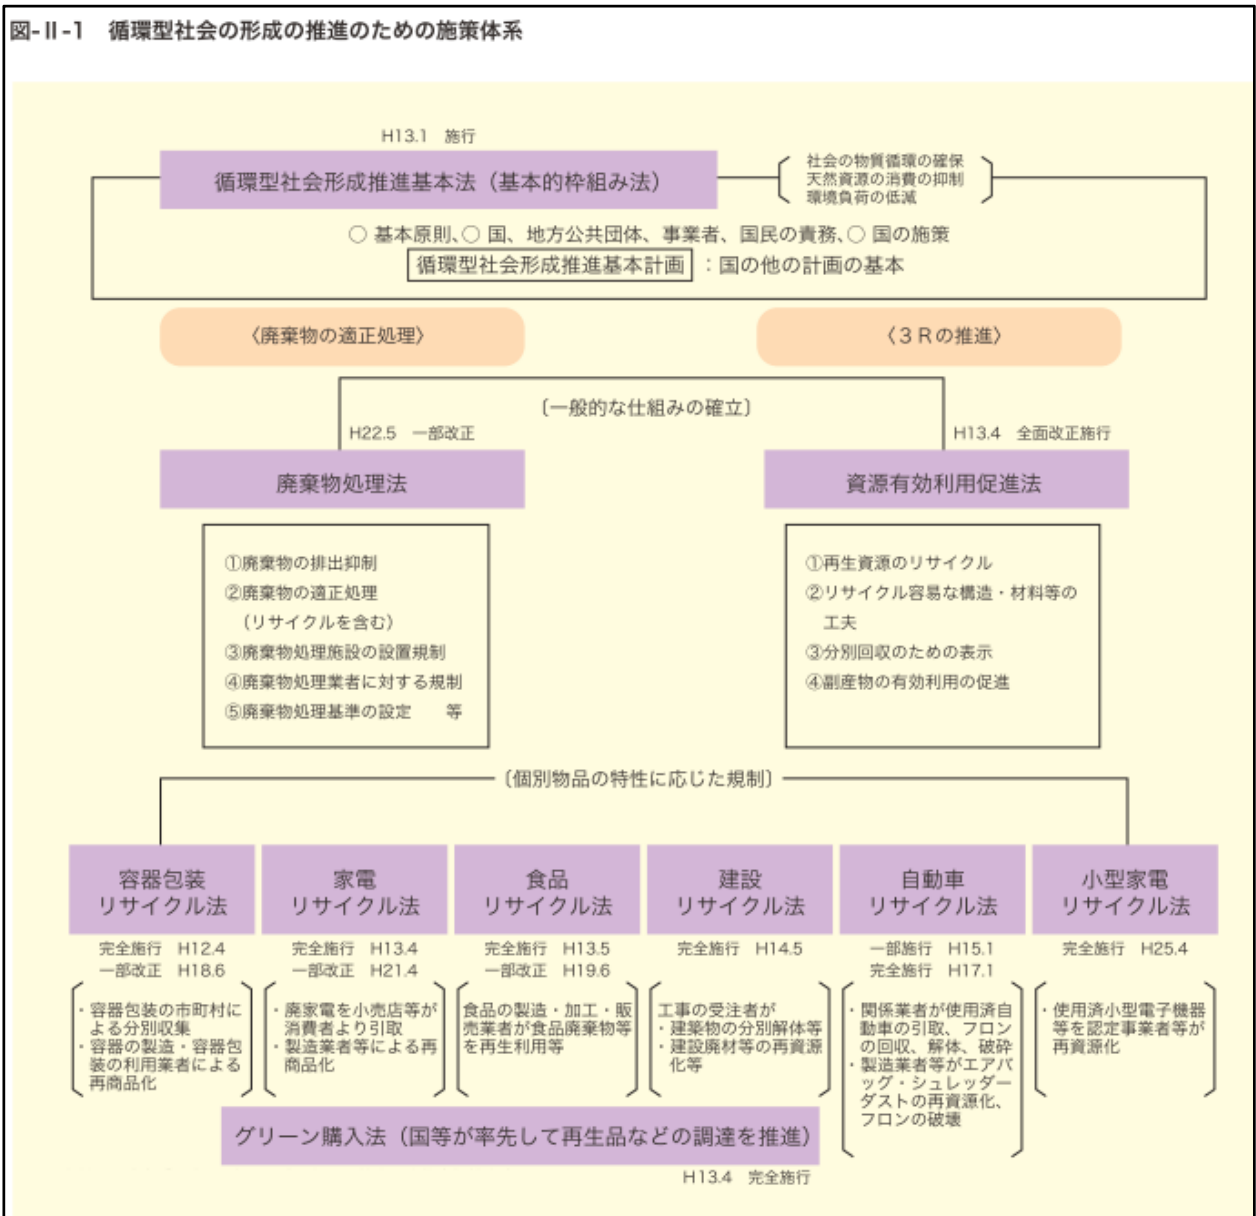 図-Ⅱ-1　循環型社会の形成の推進のための施策体系
H13.1　施行
循環型社会形成推進基本法（基本的枠組み法）
社会の物質循環の確保
天然資源の消費の抑制
環境負荷の低減
○ 基本原則、○ 国、地方公共団体、事業者、国民の責務、○ 国の施策
循環型社会形成推進基本計画 ：国の他の計画の基本
〈廃棄物の適正処理〉
〈３Ｒの推進〉
〔一般的な仕組みの確立〕
H22.5　一部改正
廃棄物処理法
①廃棄物の排出抑制
②廃棄物の適正処理
（リサイクルを含む）
③廃棄物処理施設の設置規制
④廃棄物処理業者に対する規制
⑤廃棄物処理基準の設定　　等
H13.4　全面改正施行
資源有効利用促進法
①再生資源のリサイクル
②リサイクル容易な構造・材料等の
工夫
③分別回収のための表示
④副産物の有効利用の促進
〔個別物品の特性に応じた規制〕
容器包装
リサイクル法
完全施行　H12.4
一部改正　H18.6
・容器包装の市町村に
よる分別収集
・容器の製造・容器包
装の利用業者による
再商品化
家電
リサイクル法
完全施行　H13.4
一部改正　H21.4
・廃家電を小売店等が
消費者より引取
・製造業者等による再
商品化
食品
リサイクル法
完全施行　H13.5
一部改正　H19.6
食品の製造・加工・販
売業者が食品廃棄物等
を再生利用等
建設
リサイクル法
完全施行　H14.5
工事の受注者が
・建築物の分別解体等
・建設廃材等の再資源
化等
自動車
リサイクル法
一部施行　H15.1
完全施行　H17.1
・関係業者が使用済自
動車の引取、フロン
の回収、解体、破砕
・製造業者等がエアバ
ッグ・シュレッダー
ダストの再資源化、
フロンの破壊
小型家電
リサイクル法
完全施行　H25.4
・使用済小型電子機器
等を認定事業者等が
再資源化
グリーン購入法（国等が率先して再生品などの調達を推進）
H13.4　完全施行